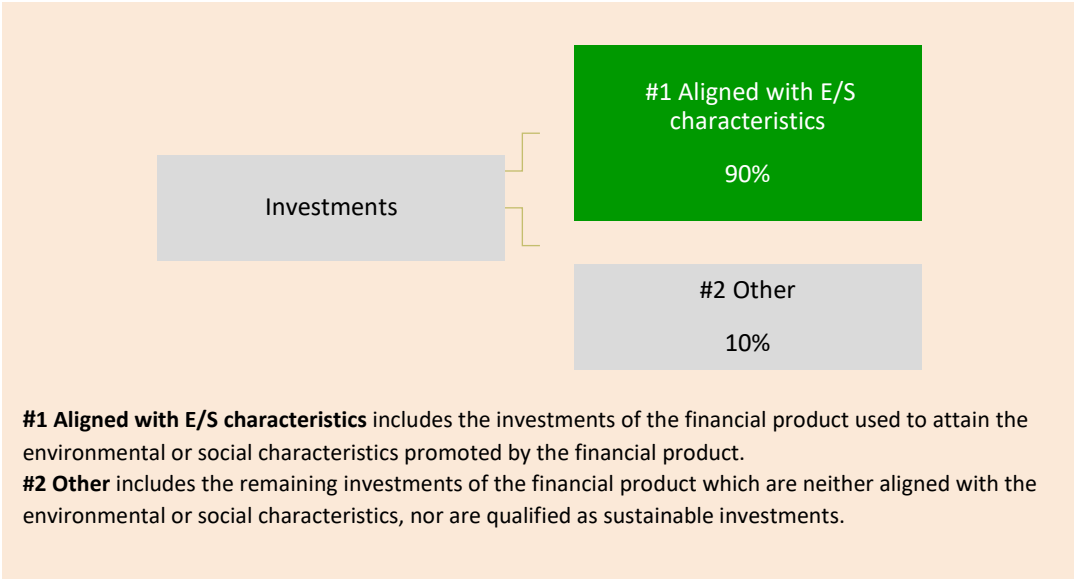 #1 Aligned with E/S
characteristics
90%
Investments
#2 Other
10%
#1 Aligned with E/S characteristics includes the investments of the financial product used to attain the
environmental or social characteristics promoted by the financial product.
#2 Other includes the remaining investments of the financial product which are neither aligned with the
environmental or social characteristics, nor are qualified as sustainable investments.